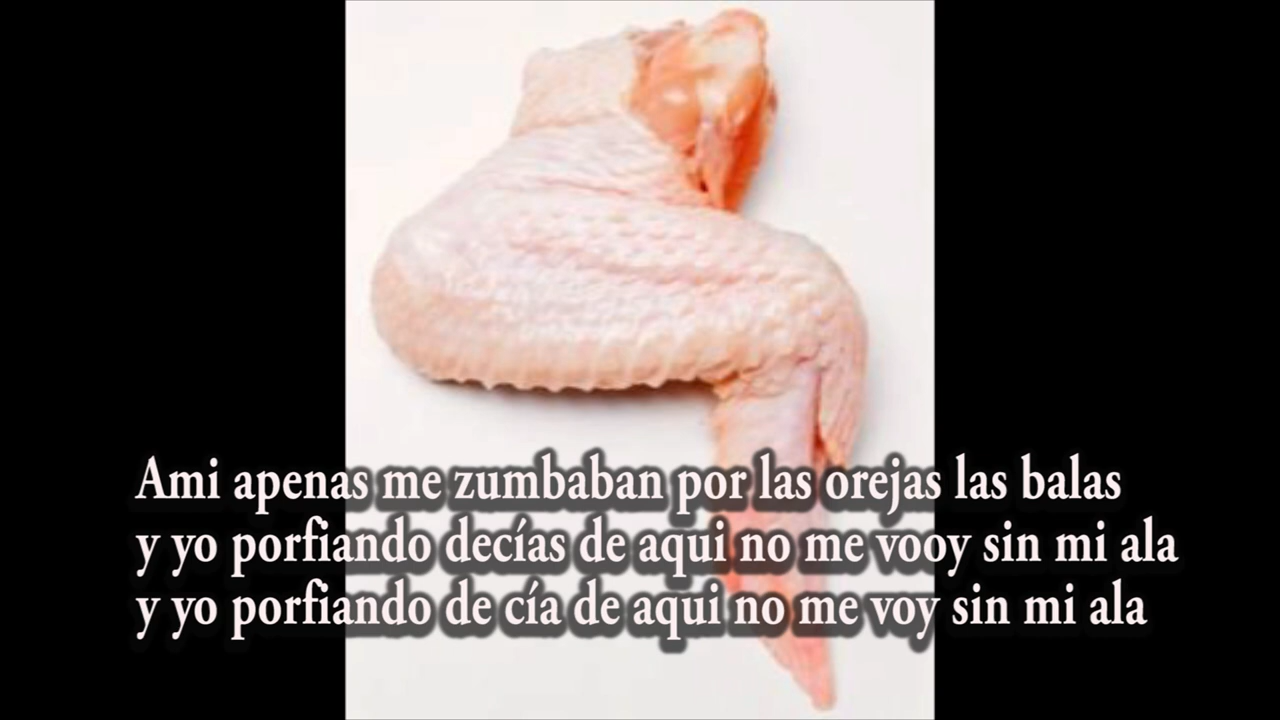 Ami apenas me zumbaban por las orejas las balas
y yo porfiando decías de aqui no me vooy sin mi ala
y yo porfiando de cía de aqui no me voy sin mi ala